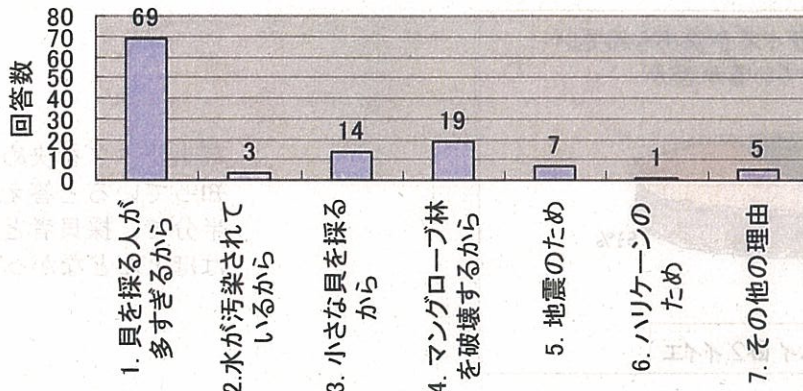 回答数
80
70
60
50
40
30
20
10
0
69
3
14
19
7
1
5
1. 貝を採る人が
多すぎるから
2.水が汚染されて
いるから
3. 小さな貝を採る
から
4. マングローブ林
を破壊するから
5. 地震のため
6. ハリケーンの
ため
7. その他の理由